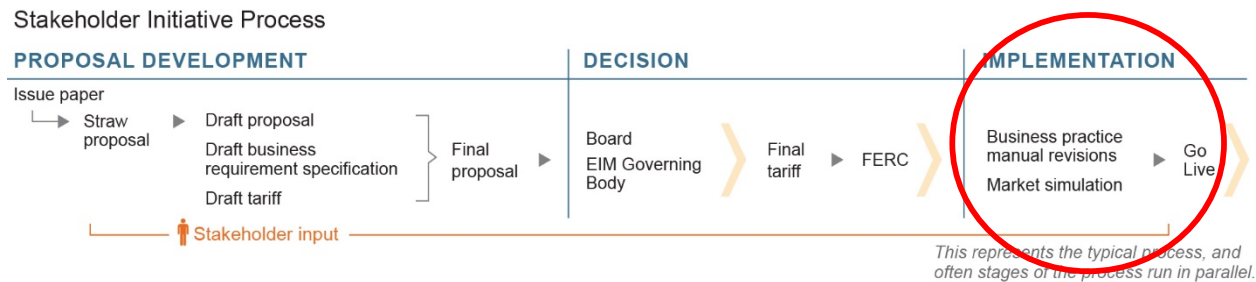 Stakeholder Initiative Process
PROPOSAL DEVELOPMENT
DECISION
IMPLEMENTATION
Issue paper
Straw
proposal
Draft proposal
Draft business
requirement specification
Draft tariff
Final
proposal
Board
EIM Governing
Body
Final
tariff
FERC
Business practice
manual revisions
Market simulation
Go
Live
Stakeholder input
This represents the typical process, and
often stages of the process run in parallel.